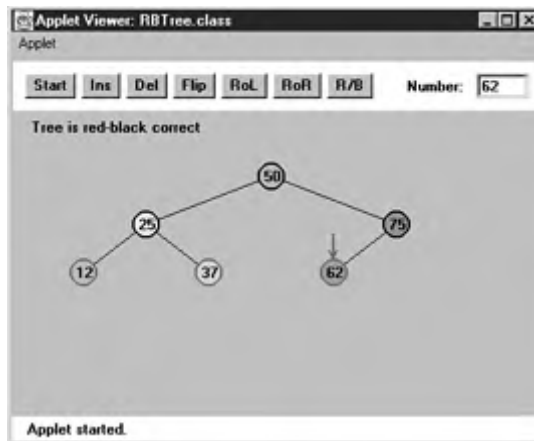 Applet Viewer: RBTree.class
Applet
Start Ins Del Flip RoL RoR R/B Number: 62
Tree is red-black correct
50
25 75
12 37 62
Applet started.